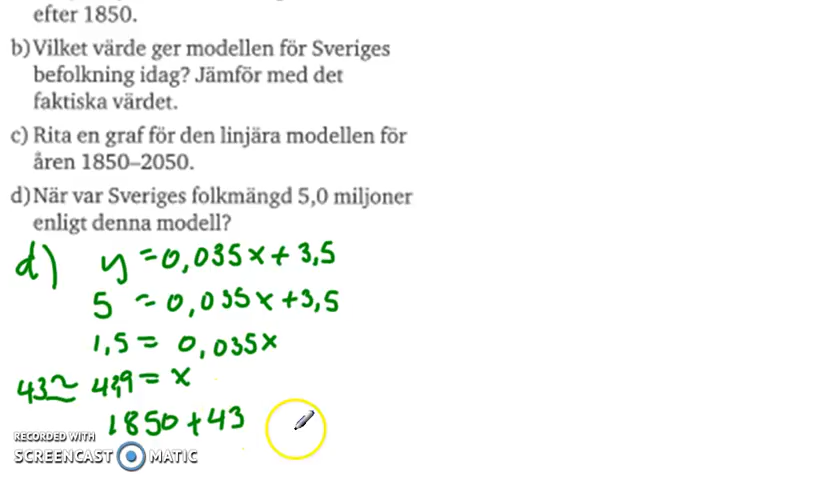 efter 1850.
b) Vilket värde ger modellen för Sveriges
befolkning idag? Jämför med det
faktiska värdet.
c) Rita en graf för den linjära modellen för
åren 1850–2050.
d) När var Sveriges folkmängd 5,0 miljoner
enligt denna modell?
d) y = 0,035x + 3,5
5 = 0,035x + 3,5
1,5 = 0,035x
43 ≈ 42,9 = x
1850 + 43
RECORDED WITH
SCREENCAST MATIC